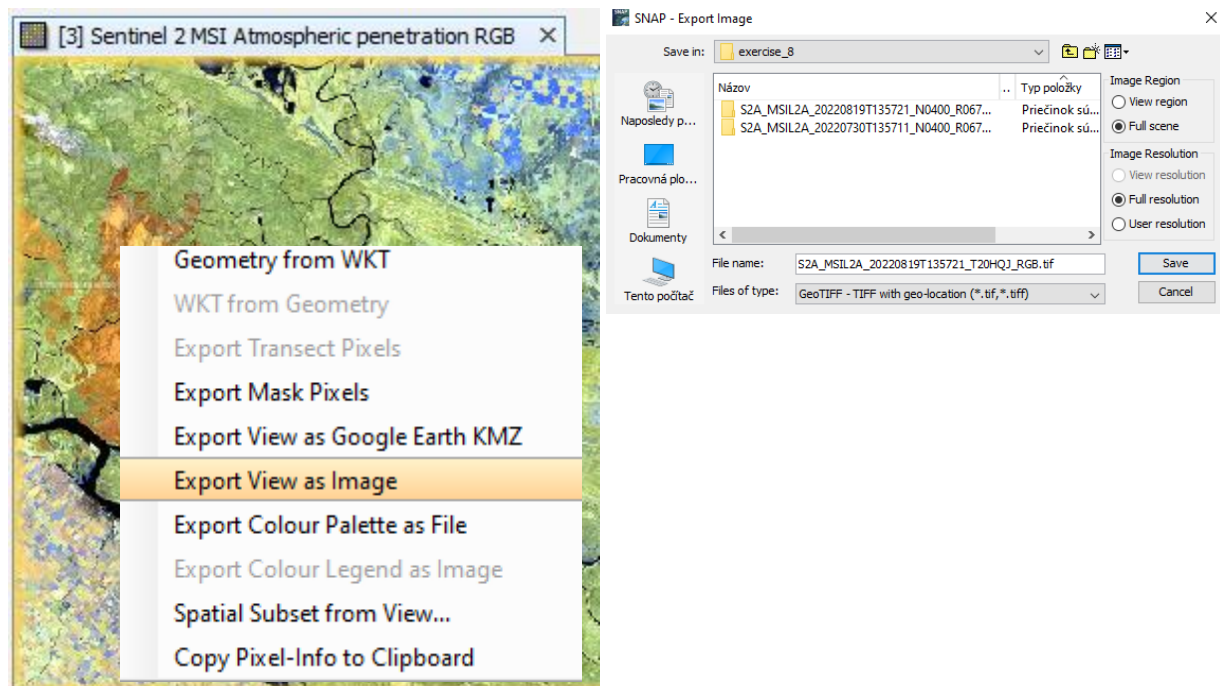 [3] Sentinel 2 MSI Atmospheric penetration RGB
Geometry from WKT
WKT from Geometry
Export Transect Pixels
Export Mask Pixels
Export View as Google Earth KMZ
Export View as Image
Export Colour Palette as File
Export Colour Legend as Image
Spatial Subset from View...
Copy Pixel-Info to Clipboard
SNAP - Export Image
Save in: exercise_8
Naposledy p...
Pracovná plo...
Dokumenty
Tento počítač
Názov .. Typ položky
S2A_MSIL2A_20220819T135721_N0400_R067... Priečinok sú...
S2A_MSIL2A_20220730T135711_N0400_R067... Priečinok sú...
Image Region
View region
Full scene
Image Resolution
View resolution
Full resolution
User resolution
File name: S2A_MSIL2A_20220819T135721_T20HQJ_RGB.tif Save
Files of type: GeoTIFF - TIFF with geo-location (*.tif,*.tiff) Cancel